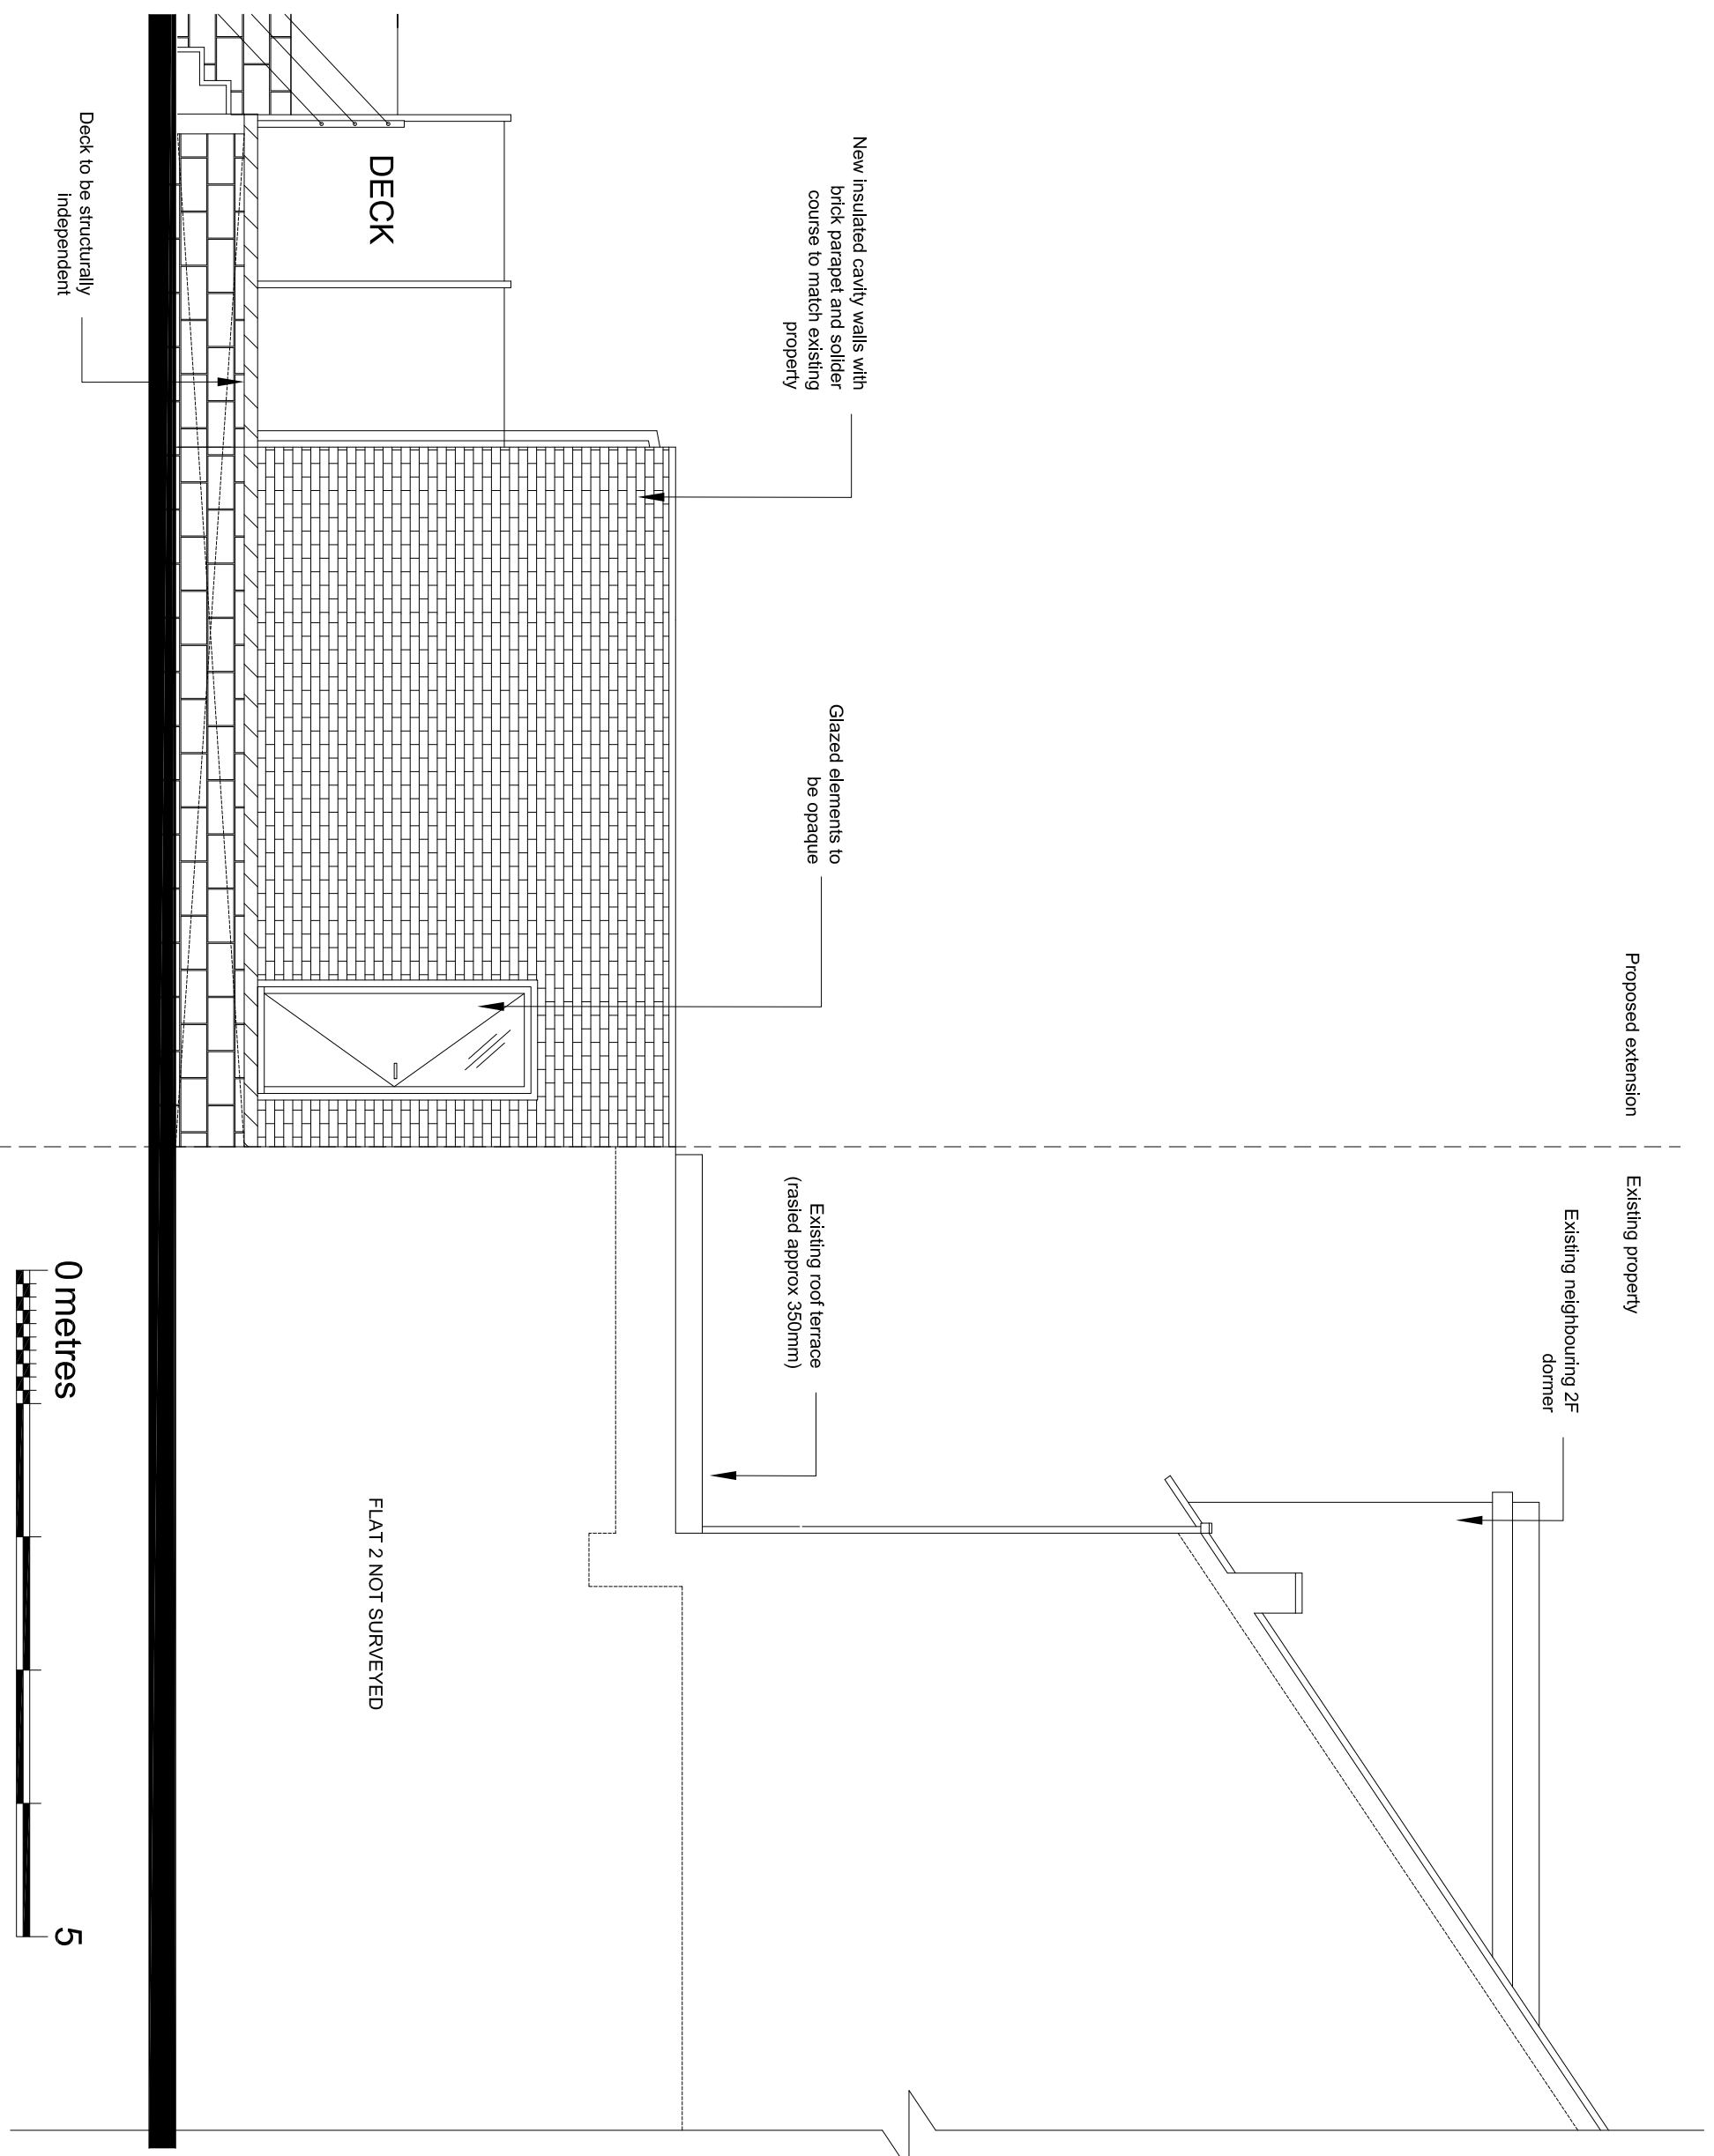 Proposed extension
Existing property
Existing neighbouring 2F
dormer
New insulated cavity walls with
brick parapet and solider
course to match existing
property
Glazed elements to
be opaque
Existing roof terrace
(rasied approx 350mm)
DECK
FLAT 2 NOT SURVEYED
Deck to be structurally
independent
0 metres
5